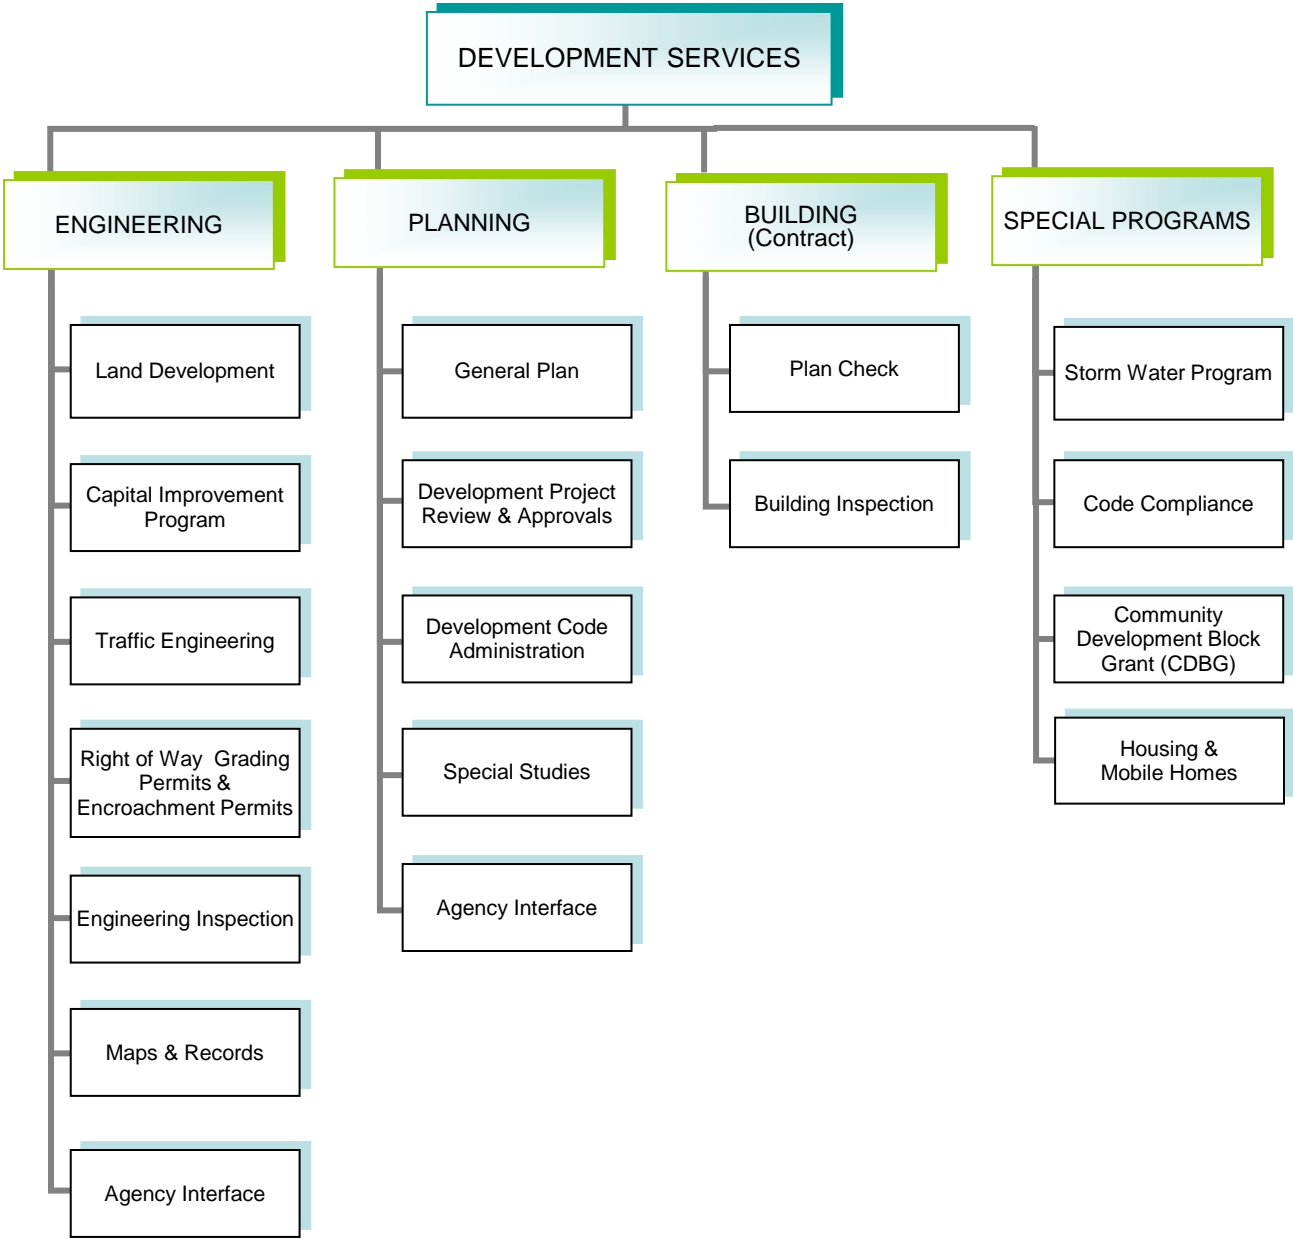 DEVELOPMENT SERVICES
ENGINEERING
Land Development
Capital Improvement
Program
Traffic Engineering
Right of Way  Grading
Permits &
Encroachment Permits
Engineering Inspection
Maps & Records
Agency Interface
PLANNING
General Plan
Development Project
Review & Approvals
Development Code
Administration
Special Studies
Agency Interface
BUILDING
(Contract)
Plan Check
Building Inspection
SPECIAL PROGRAMS
Storm Water Program
Code Compliance
Community
Development Block
Grant (CDBG)
Housing &
Mobile Homes